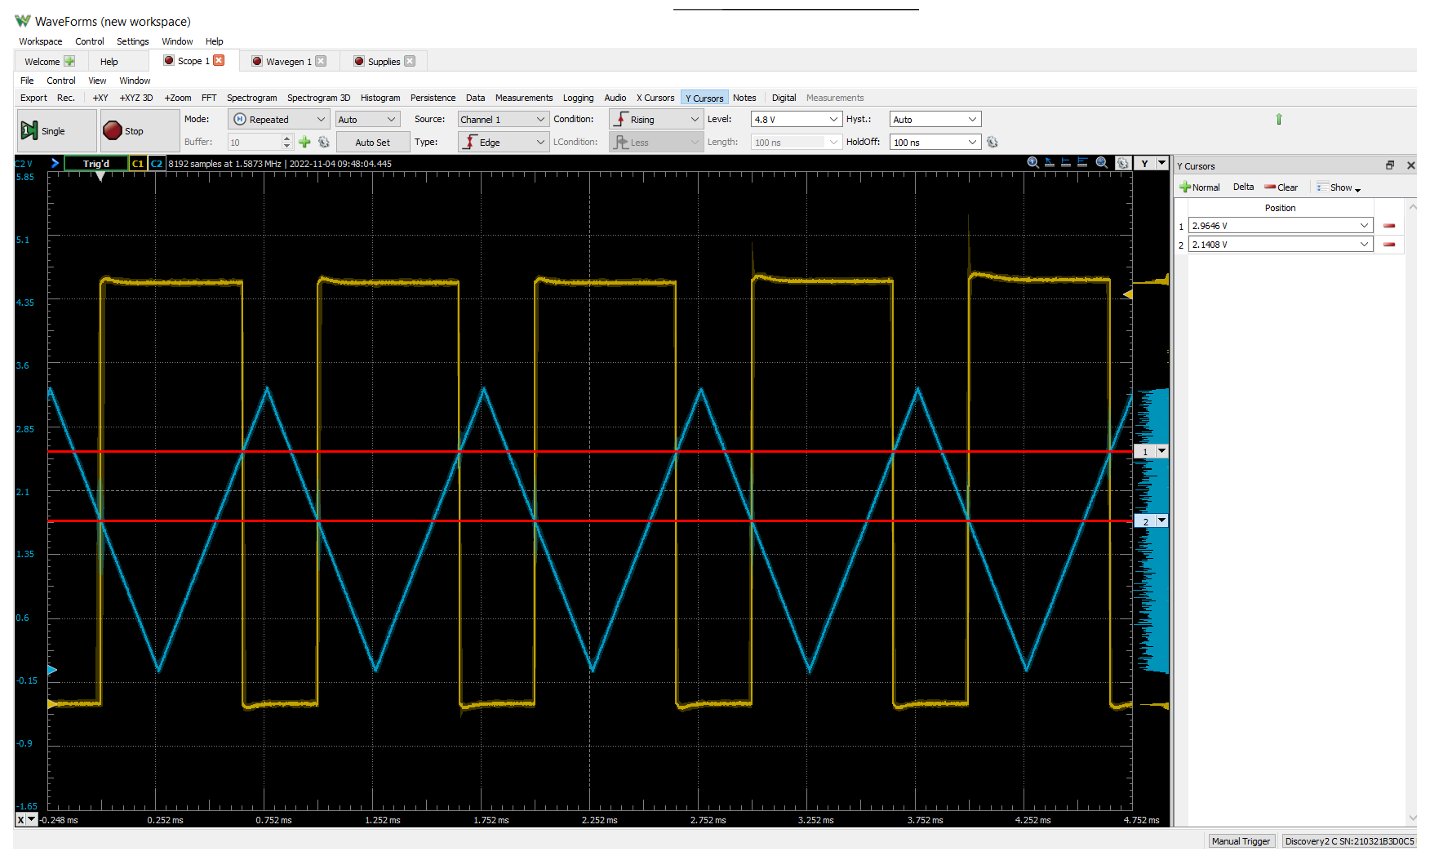 WaveForms (new workspace)
Workspace Control Settings Window Help
Welcome Help Scope 1 Wavegen 1 Supplies
File Control View Window
Export Rec. +XY +XYZ 3D +Zoom FFT Spectrogram Spectrogram 3D Histogram Persistence Data Measurements Logging Audio X Cursors Y Cursors Notes Digital Measurements
Single Stop Mode: Repeated Auto Source: Channel 1 Condition: Rising Level: 4.8 V Hyst.: Auto
Buffer: 10 Auto Set Type: Edge LCondition: Less Length: 100 ns HoldOff: 100 ns
C2 V Trig'd C1 C2 8192 samples at 1.5873 MHz | 2022-11-04 09:48:04.445 Y
Y Cursors
Normal Delta Clear Show
Position
1 2.9646 V
2 2.1408 V
5.85
5.1
4.35
3.6
2.85
1
2.1
2
1.35
0.6
-0.15
-0.9
-1.65
X -0.248 ms 0.252 ms 0.752 ms 1.252 ms 1.752 ms 2.252 ms 2.752 ms 3.252 ms 3.752 ms 4.252 ms 4.752 ms
Manual Trigger Discovery2 C SN:210321B3D0C5